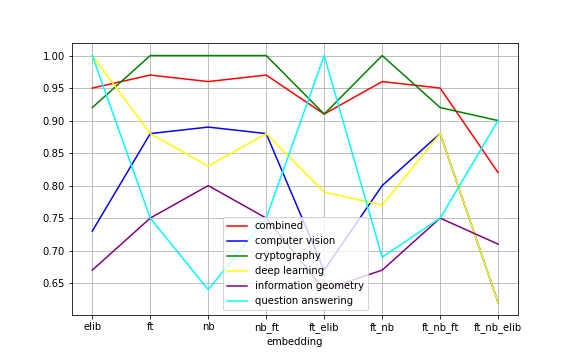 1.00
0.95
0.90
0.85
0.80
0.75
0.70
0.65
combined
computer vision
cryptography
deep learning
information geometry
question answering
elib ft nb nb_ft ft_elib ft_nb ft_nb_ft ft_nb_elib
embedding